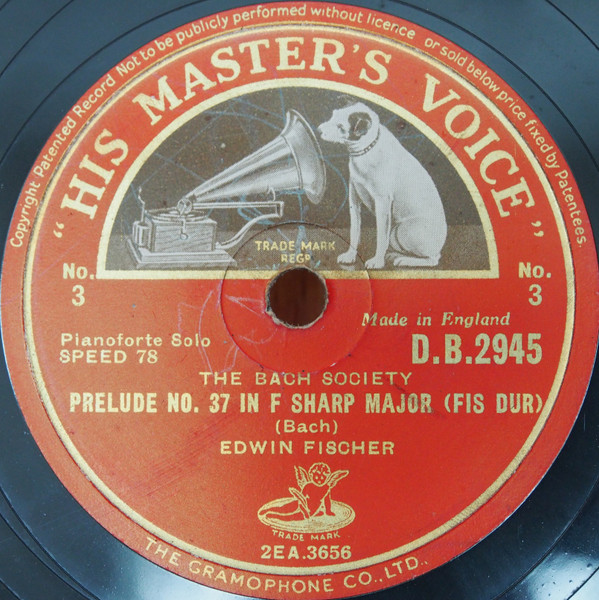 Copyright Patented Record Not to be publicly performed without licence or sold below price fixed by Patentees.
"HIS MASTER'S VOICE"
TRADE MARK
REGD
No.
3
No.
3
Pianoforte Solo
SPEED 78
Made in England
D.B.2945
THE BACH SOCIETY
PRELUDE NO. 37 IN F SHARP MAJOR (FIS DUR)
(Bach)
EDWIN FISCHER
TRADE MARK
2EA.3656
THE GRAMOPHONE CO., LTD.,